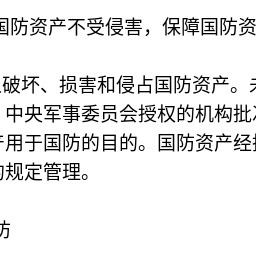 国防资产不受侵害，保障国防资
破坏、损害和侵占国防资产。未
中央军事委员会授权的机构批准
用于国防的目的。国防资产经批
的规定管理。